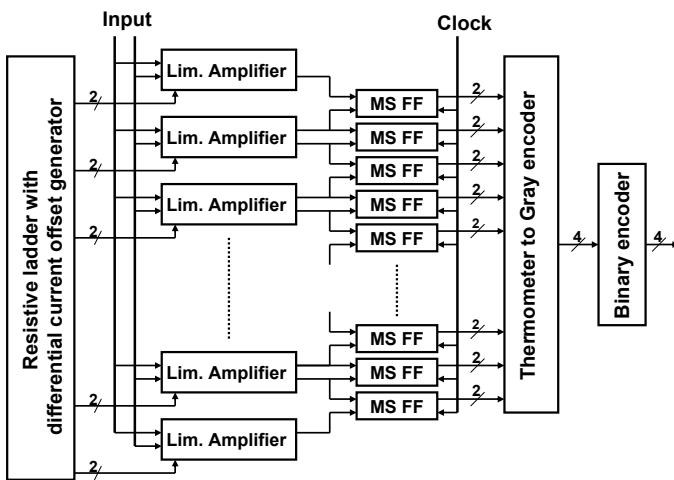 Input
Clock
Resistive ladder with
differential current offset generator
2
Lim. Amplifier
2
Lim. Amplifier
2
Lim. Amplifier
2
Lim. Amplifier
2
Lim. Amplifier
MS FF
2
MS FF
2
MS FF
2
MS FF
2
MS FF
2
MS FF
2
MS FF
2
MS FF
2
Thermometer to Gray encoder
4
Binary encoder
4